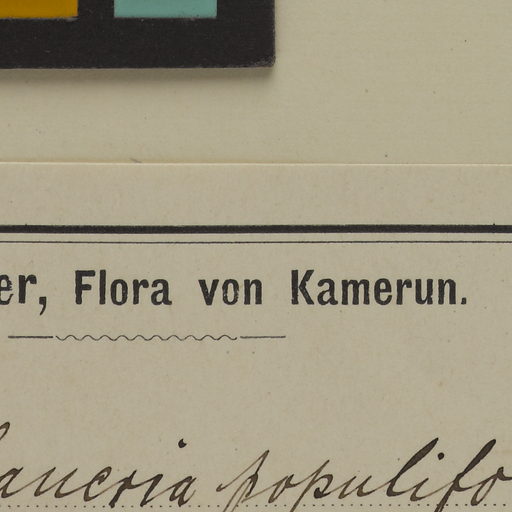 er, Flora von Kamerun.
populifo